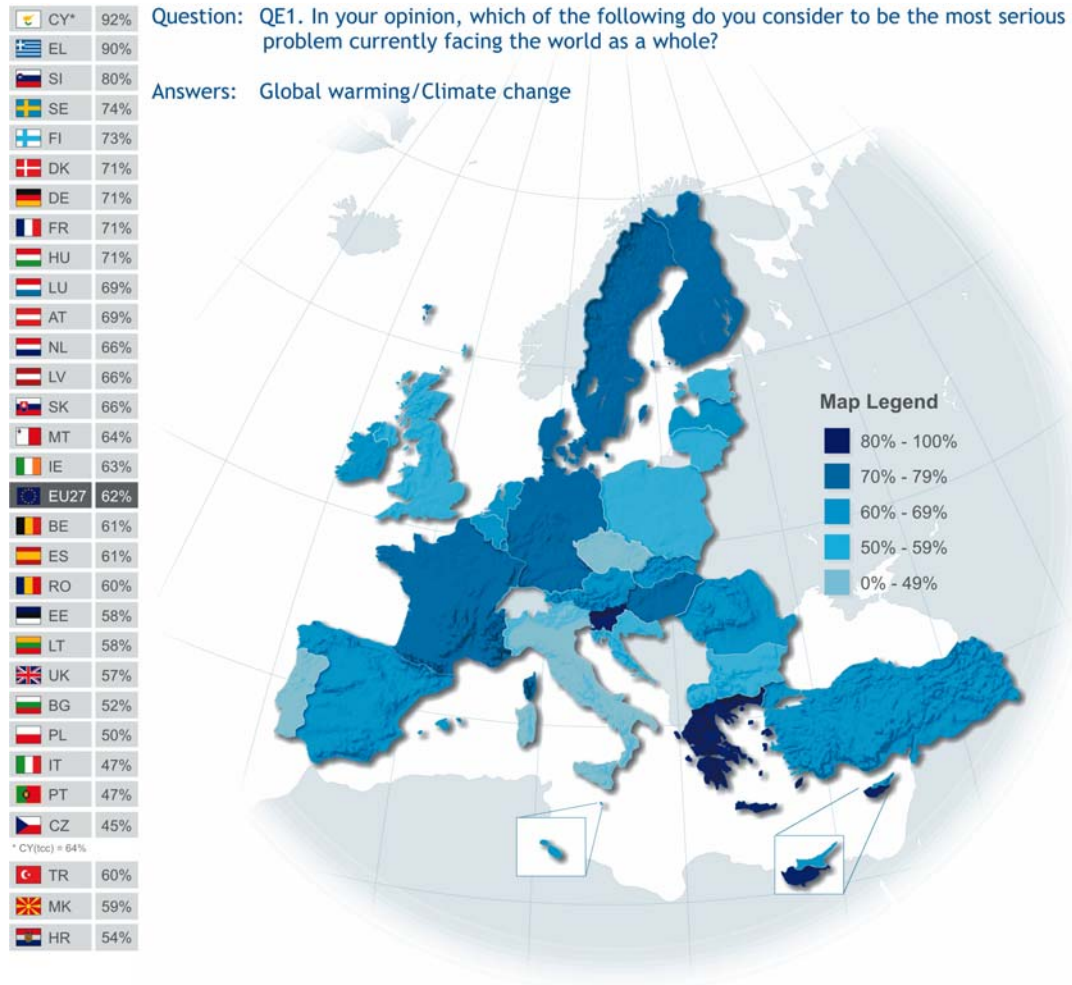 Question: QE1. In your opinion, which of the following do you consider to be the most serious
problem currently facing the world as a whole?
Answers: Global warming/Climate change
CY* 92%
EL 90%
SI 80%
SE 74%
FI 73%
DK 71%
DE 71%
FR 71%
HU 71%
LU 69%
AT 69%
NL 66%
LV 66%
SK 66%
MT 64%
IE 63%
EU27 62%
BE 61%
ES 61%
RO 60%
EE 58%
LT 58%
UK 57%
BG 52%
PL 50%
IT 47%
PT 47%
CZ 45%
* CY(tcc) = 64%
TR 60%
MK 59%
HR 54%
Map Legend
80% - 100%
70% - 79%
60% - 69%
50% - 59%
0% - 49%